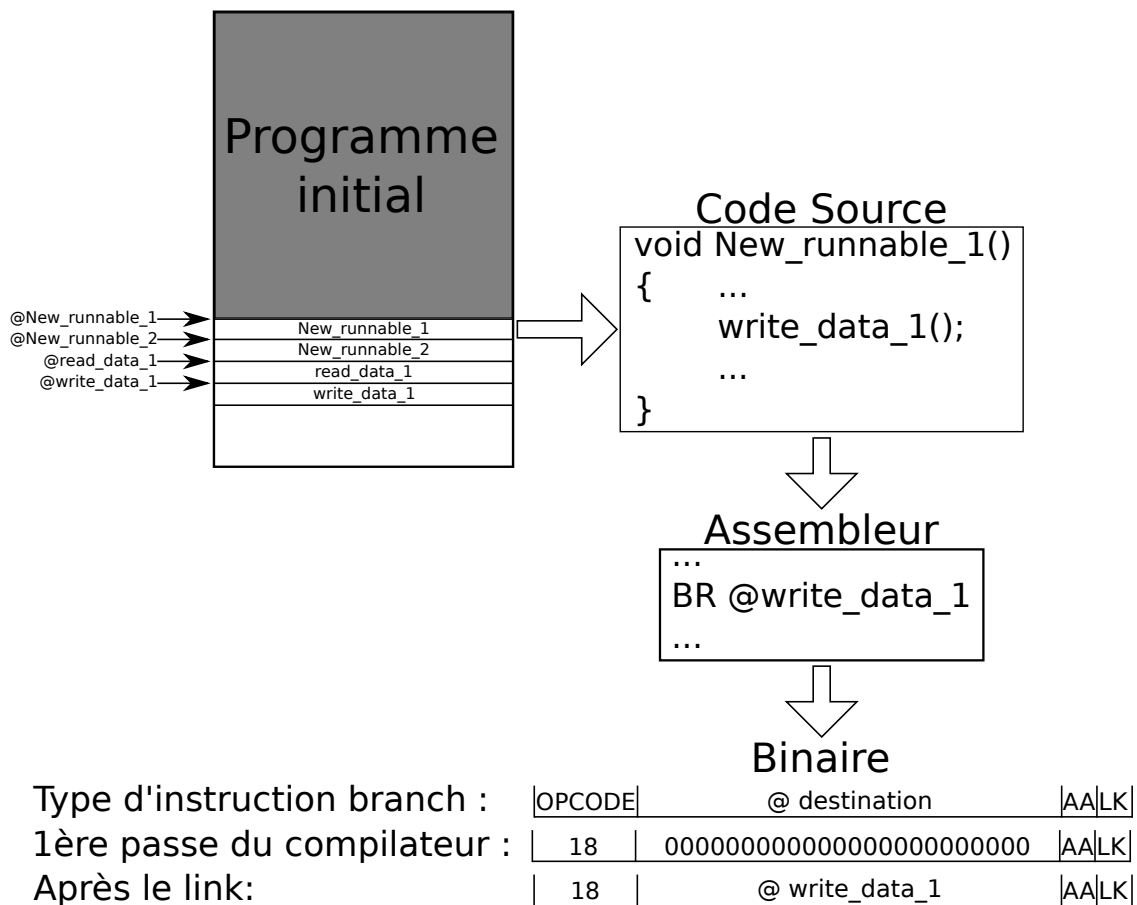 Programme
initial
@New_runnable_1
@New_runnable_2
@read_data_1
@write_data_1
New_runnable_1
New_runnable_2
read_data_1
write_data_1
Code Source
void New_runnable_1()
{ ...
write_data_1();
...
}
Assembleur
...
BR @write_data_1
...
Binaire
Type d'instruction branch : OPCODE @ destination AA LK
1ère passe du compilateur : 18 000000000000000000000000 AA LK
Après le link: 18 @ write_data_1 AA LK